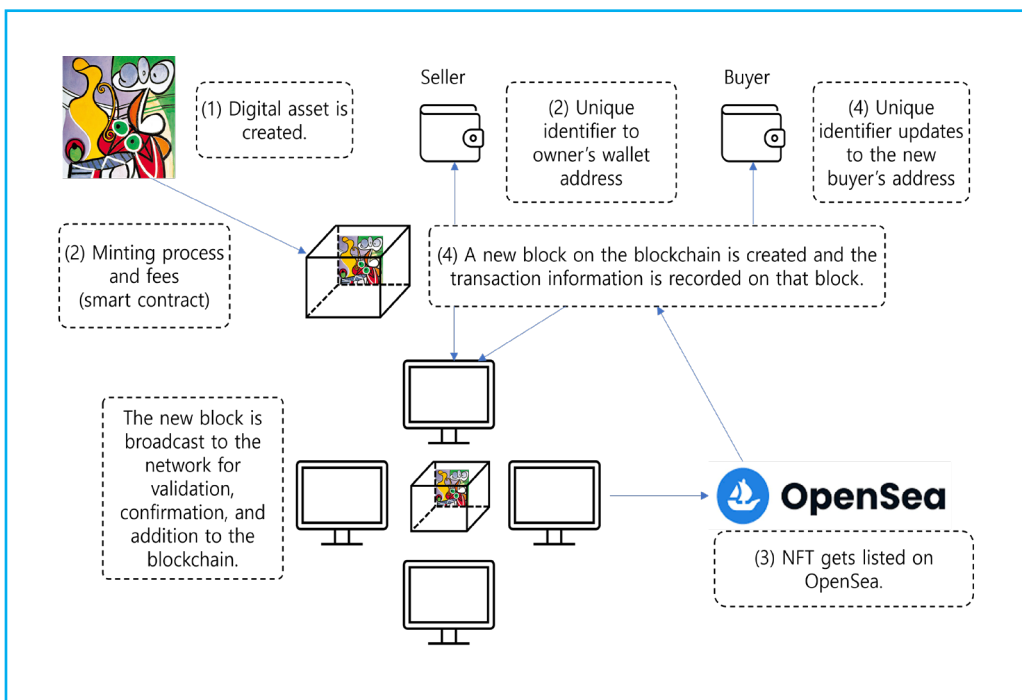 (1) Digital asset is
created.
Seller
(2) Unique
identifier to
owner's wallet
address
Buyer
(4) Unique
identifier updates
to the new
buyer's address
(2) Minting process
and fees
(smart contract)
(4) A new block on the blockchain is created and the
transaction information is recorded on that block.
The new block is
broadcast to the
network for
validation,
confirmation, and
addition to the
blockchain.
OpenSea
(3) NFT gets listed on
OpenSea.